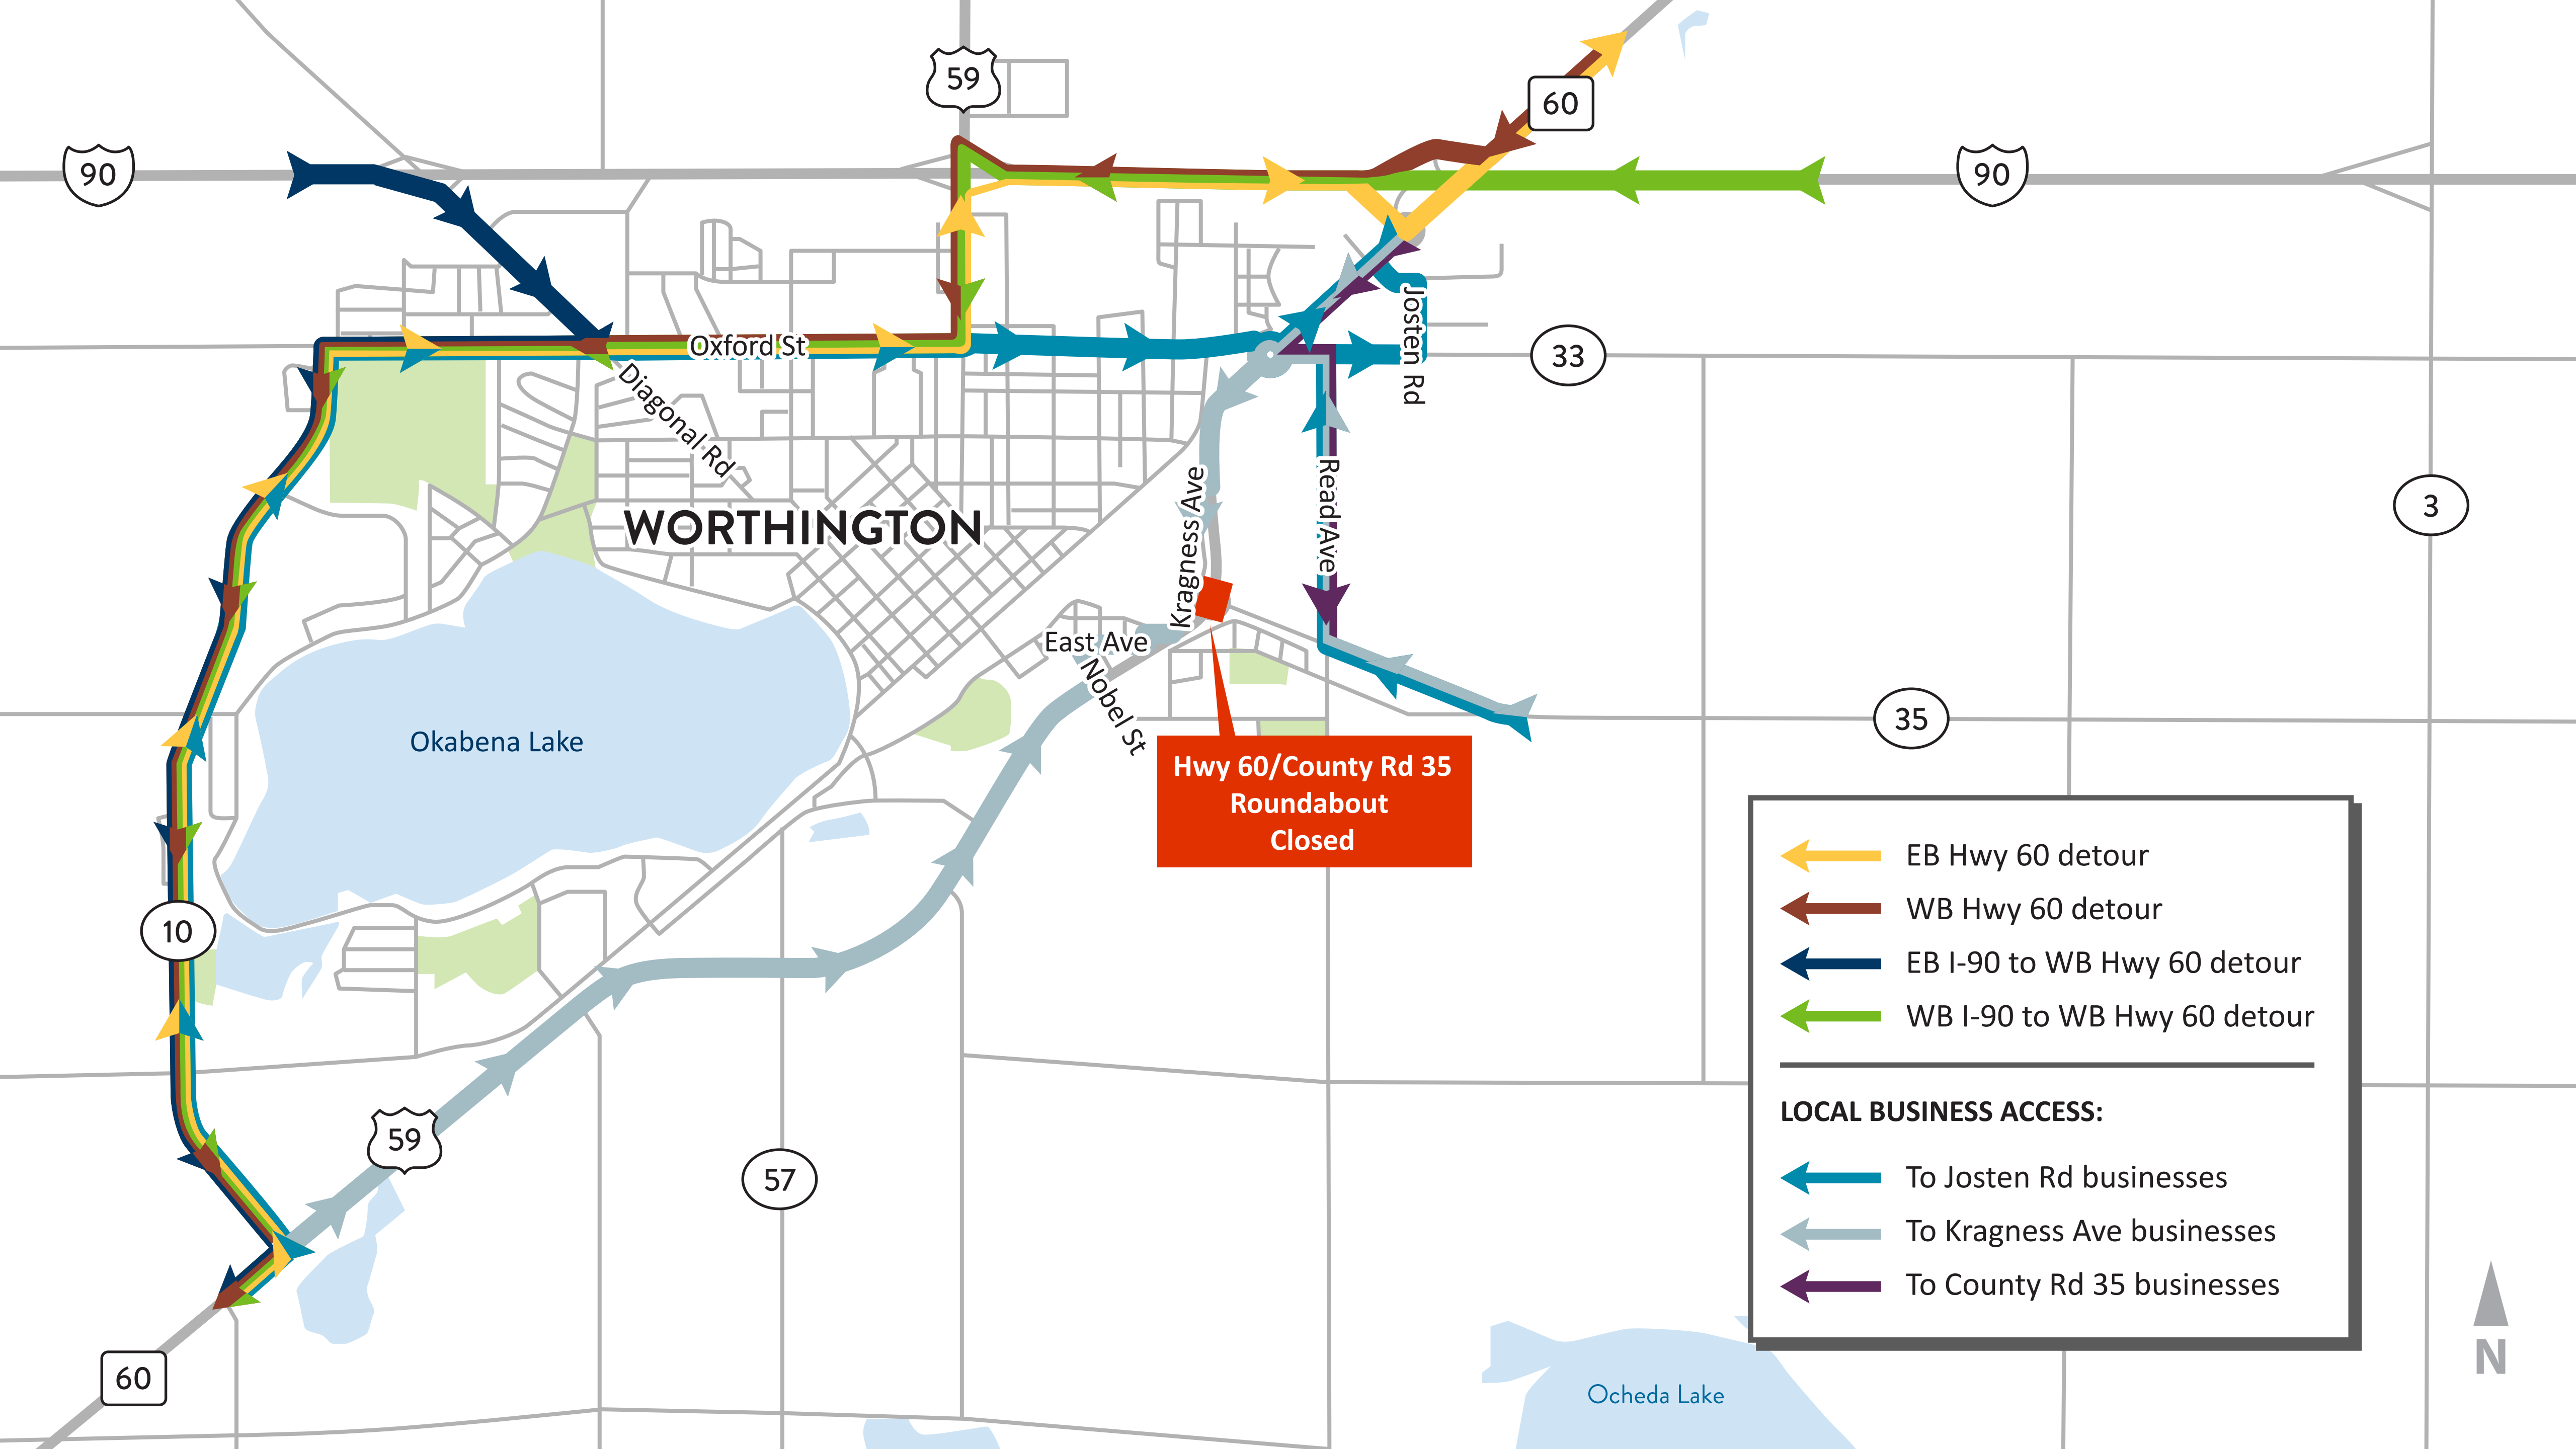 59
60
90
90
Oxford St
Josten Rd
33
Diagonal Rd
Read Ave
3
WORTHINGTON
Kragness Ave
East Ave
Nobel St
Okabena Lake
35
Hwy 60/County Rd 35
Roundabout
Closed
10
59
57
60
EB Hwy 60 detour
WB Hwy 60 detour
EB I-90 to WB Hwy 60 detour
WB I-90 to WB Hwy 60 detour
LOCAL BUSINESS ACCESS:
To Josten Rd businesses
To Kragness Ave businesses
To County Rd 35 businesses
N
Ocheda Lake